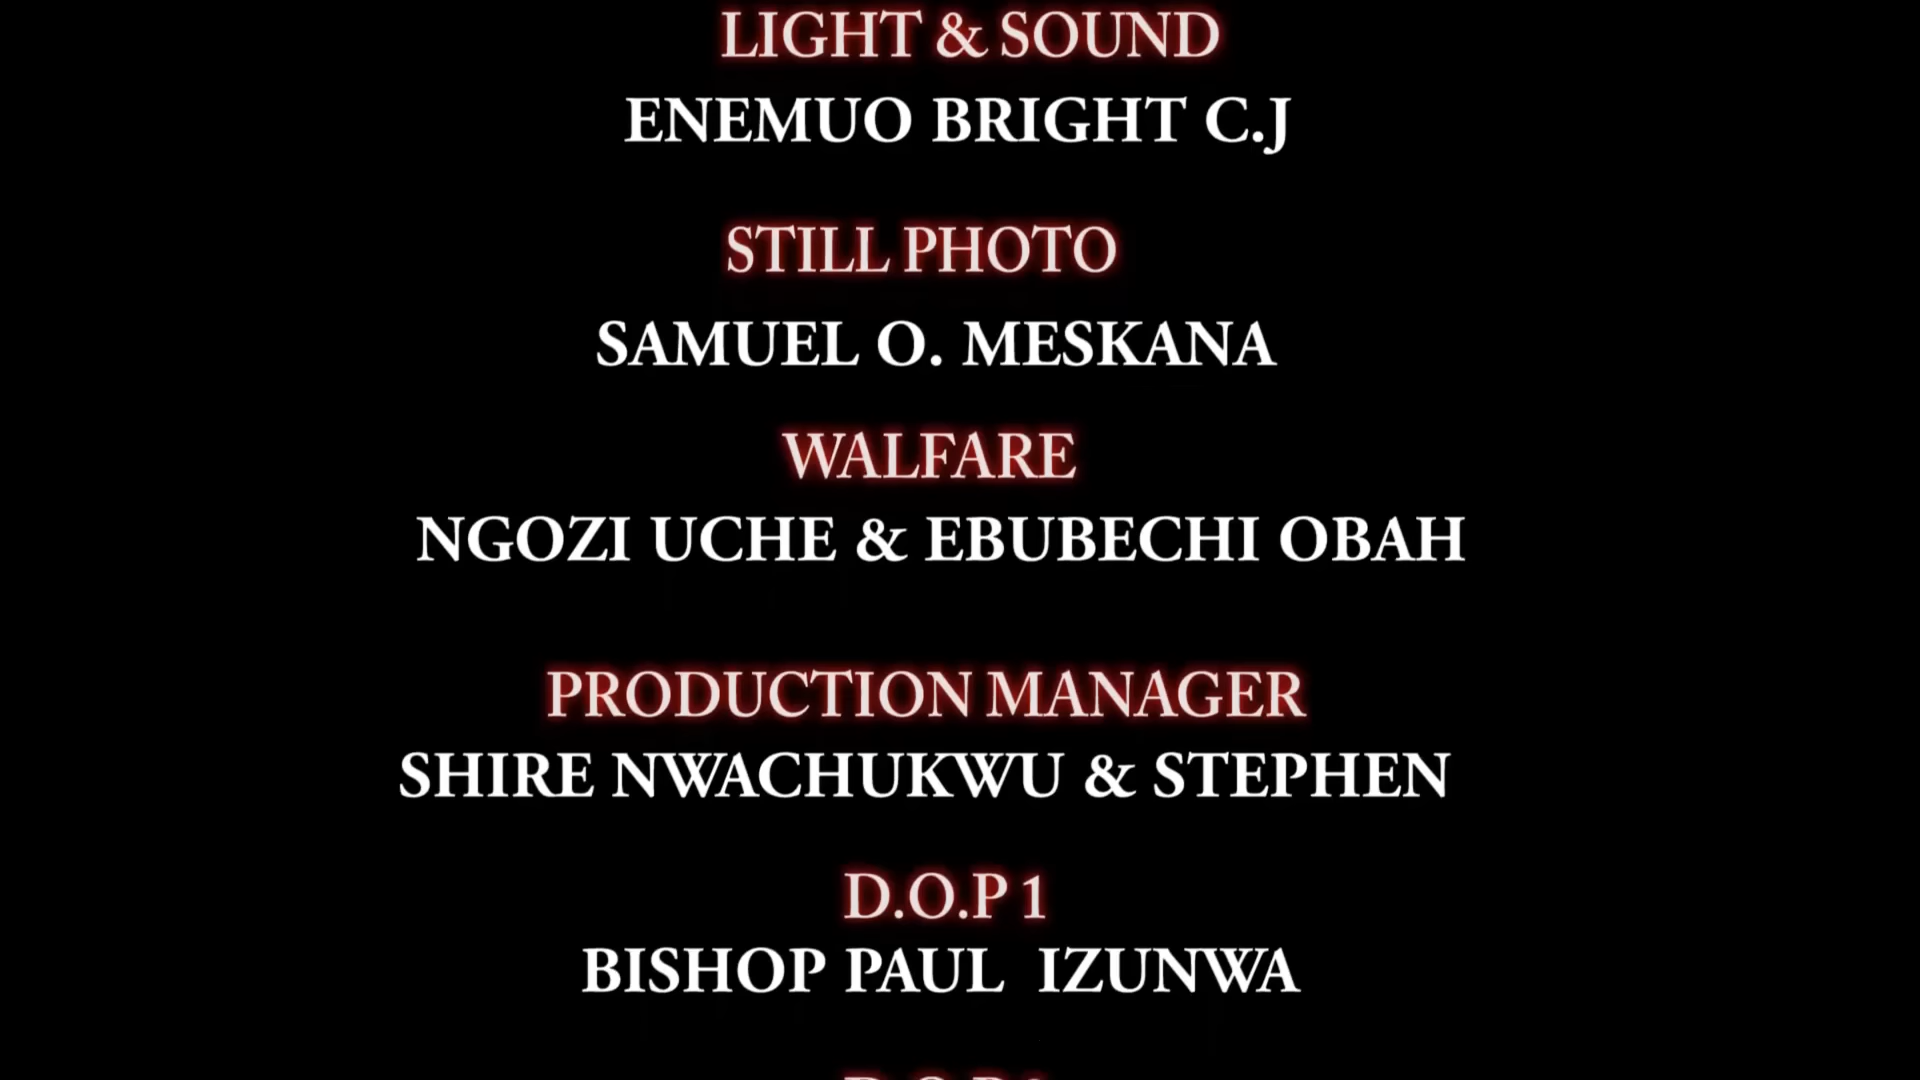 LIGHT & SOUND
ENEMUO BRIGHT C.J
STILL PHOTO
SAMUEL O. MESKANA
WALFARE
NGOZI UCHE & EBUBECHI OBAH
PRODUCTION MANAGER
SHIRE NWACHUKWU & STEPHEN
D.O.P 1
BISHOP PAUL  IZUNWA